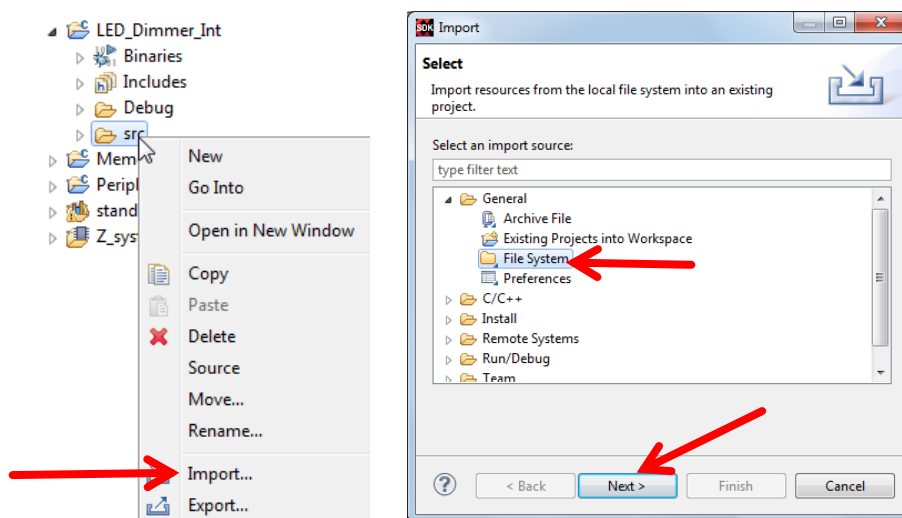 LED_Dimmer_Int
Binaries
Includes
Debug
src
Mem
Periph
stand
Z_sys
New
Go Into
Open in New Window
Copy
Paste
Delete
Source
Move...
Rename...
Import...
Export...
SDK Import
Select
Import resources from the local file system into an existing
project.
Select an import source:
type filter text
General
Archive File
Existing Projects into Workspace
File System
Preferences
C/C++
Install
Remote Systems
Run/Debug
Team
? < Back Next > Finish Cancel